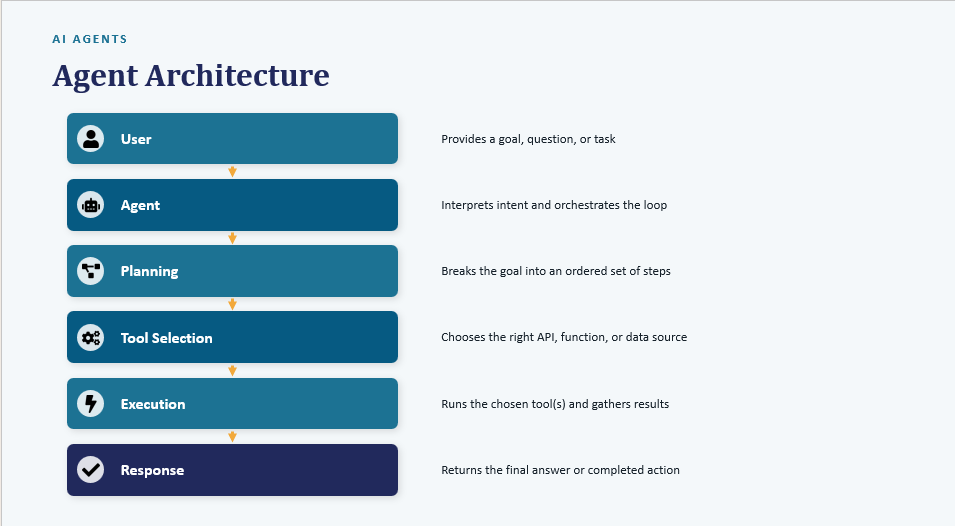 AI AGENTS
Agent Architecture
User
Provides a goal, question, or task
Agent
Interprets intent and orchestrates the loop
Planning
Breaks the goal into an ordered set of steps
Tool Selection
Chooses the right API, function, or data source
Execution
Runs the chosen tool(s) and gathers results
Response
Returns the final answer or completed action